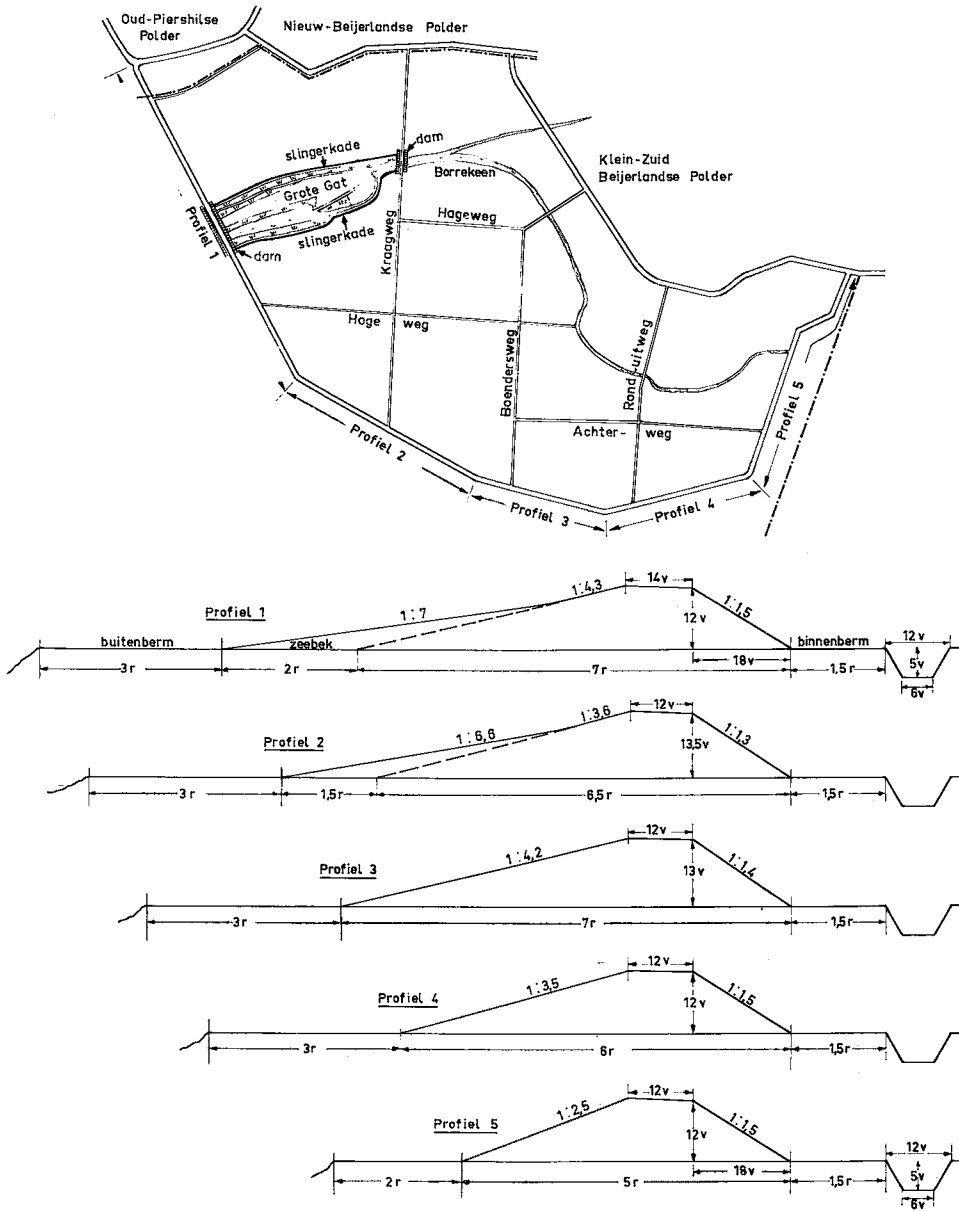 Oud-Piershilse
Polder
Nieuw-Beijerlandse Polder
slingerkade
dam
Grote Gat
Borrekeen
Klein-Zuid
Beijerlandse Polder
Profiel 1
slingerkade
dam
Kraagweg
Hageweg
Hoge weg
Boendersweg
Rond-uitweg
Achter- weg
Profiel 2
Profiel 3
Profiel 4
Profiel 5
Profiel 1
1:7
1:4,3
14v
1:1,5
12v
buitenberm
zeebek
binnenberm
12v
3r
2r
7r
18v
1,5r
5v
6v
Profiel 2
1:6,6
1:3,6
12v
1:1,3
13,5v
3r
1,5r
6,5r
1,5r
Profiel 3
1:4,2
12v
1:1,4
13v
3r
7r
1,5r
Profiel 4
1:3,5
12v
1:1,5
12v
3r
6r
1,5r
Profiel 5
1:2,5
12v
1:1,5
12v
12v
2r
5r
18v
1,5r
5v
6v